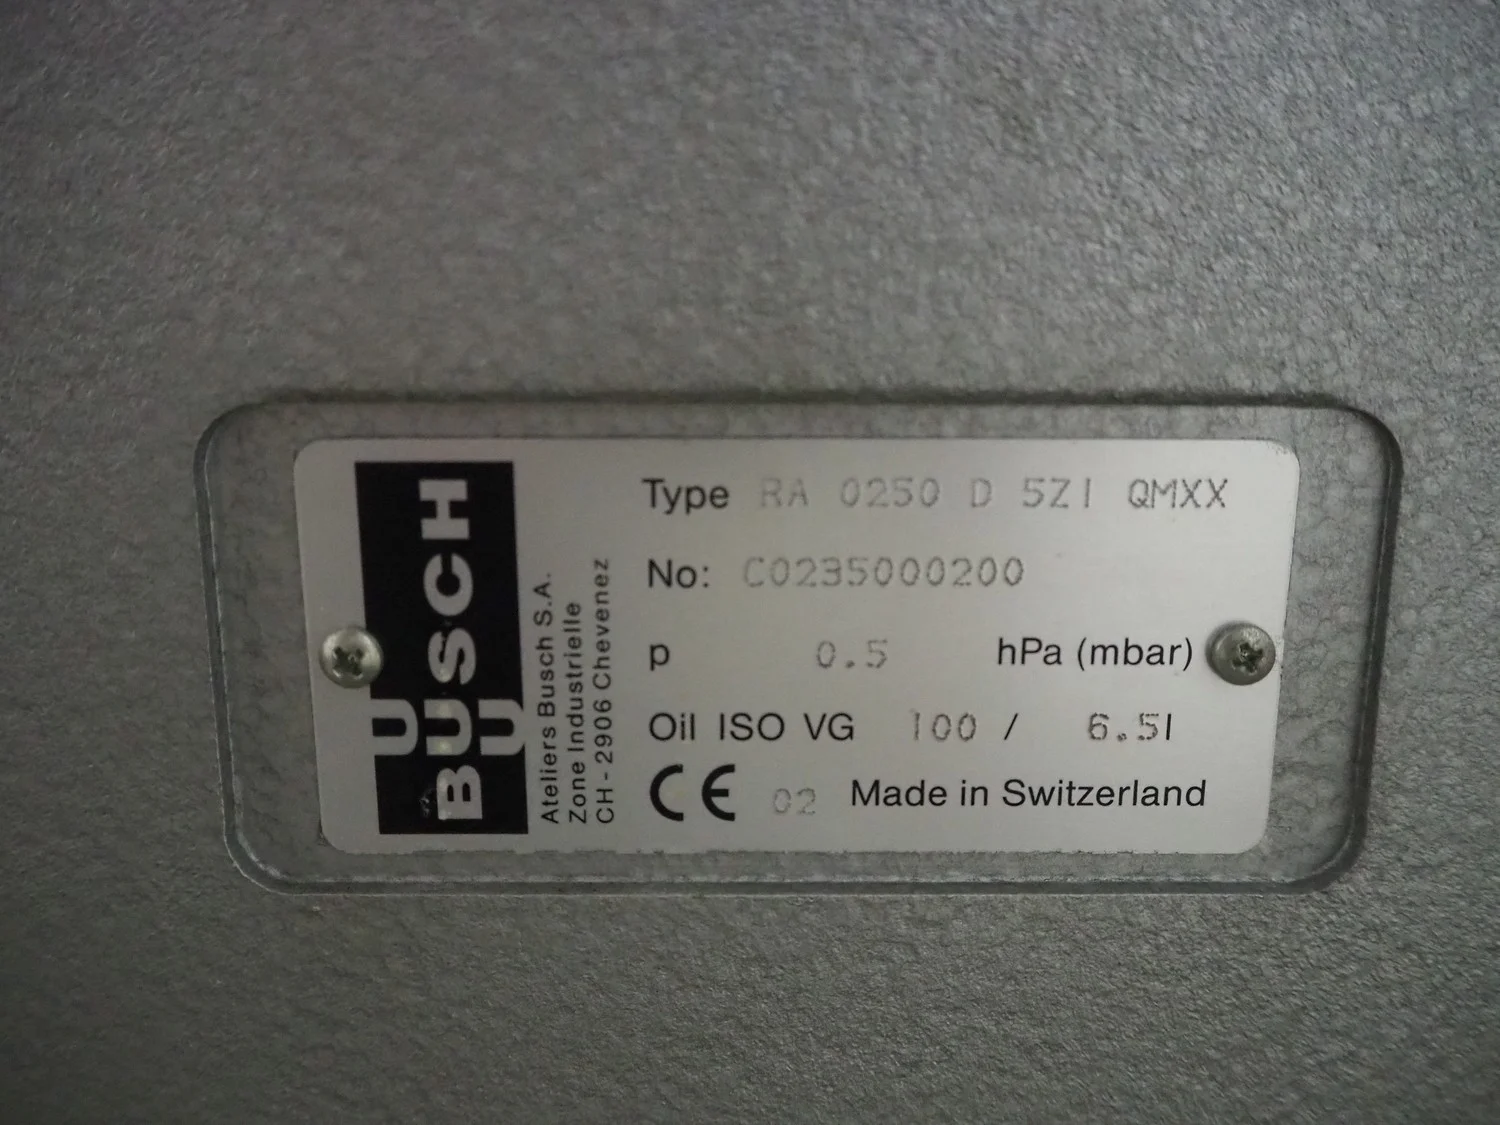 U
BUSCH
U
Ateliers Busch S.A.
Zone Industrielle
CH - 2906 Chevenez
Type RA 0250 D 5Z1 QMXX
No: C0235000200
p 0.5 hPa (mbar)
Oil ISO VG 100 / 6.5l
CE 02 Made in Switzerland